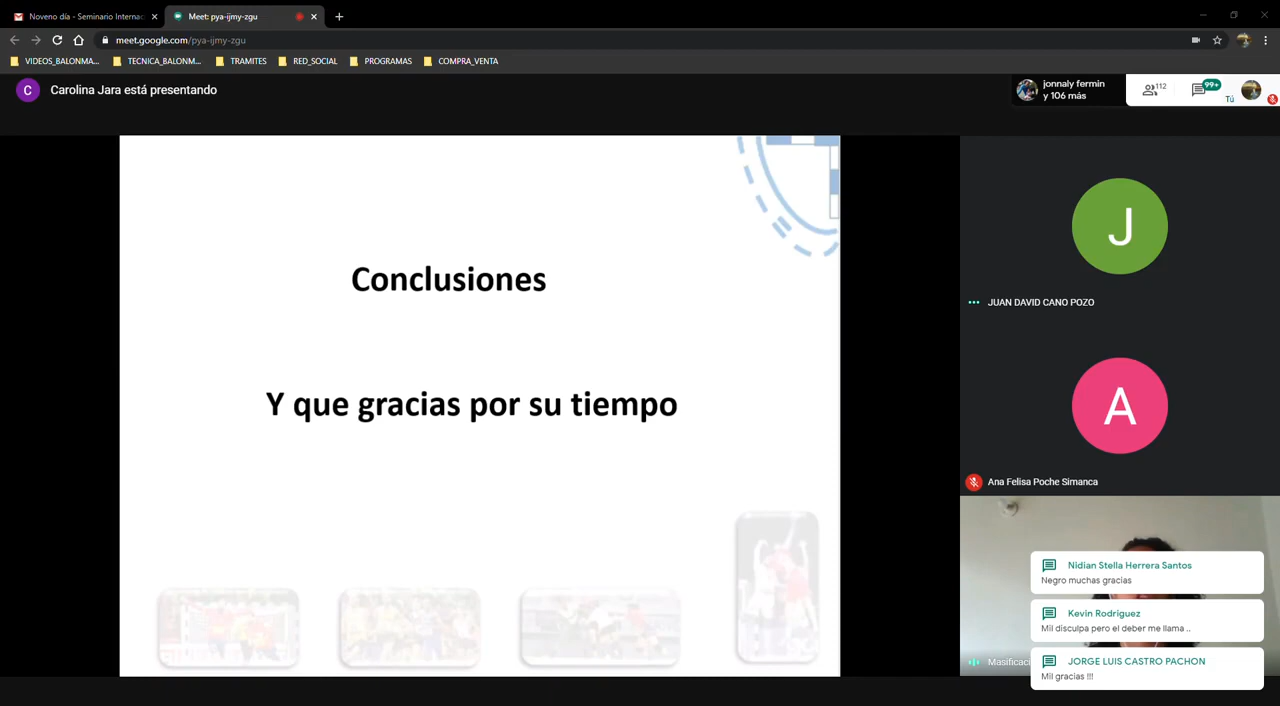 Noveno día - Seminario Internac
Meet: pya-ijmy-zgu
meet.google.com/pya-ijmy-zgu
VIDEOS_BALONMA...
TECNICA_BALONM...
TRAMITES
RED_SOCIAL
PROGRAMAS
COMPRA_VENTA
C
Carolina Jara está presentando
jonnaly fermin
y 106 más
112
99+
Tú
Conclusiones
Y que gracias por su tiempo
J
JUAN DAVID CANO POZO
A
Ana Felisa Poche Simanca
Nidian Stella Herrera Santos
Negro muchas gracias
Kevin Rodriguez
Mil disculpa pero el deber me llama ..
Masificaci
JORGE LUIS CASTRO PACHON
Mil gracias !!!